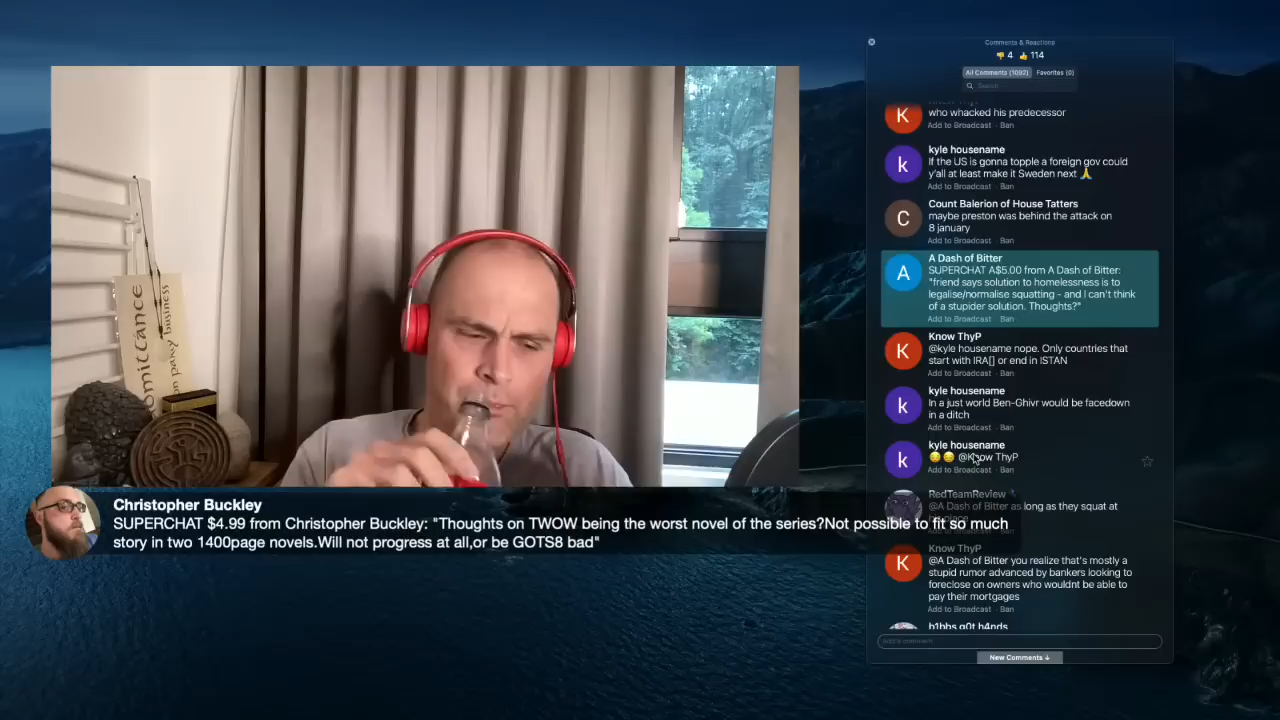 omittance
on pakoy
business
Christopher Buckley
SUPERCHAT $4.99 from Christopher Buckley: "Thoughts on TWOW being the worst novel of the series?Not possible to fit so much
story in two 1400page novels.Will not progress at all,or be GOTS8 bad"
Comments & Reactions
👎 4 👍 114
All Comments (1092) Favorites (0)
Search
K
who whacked his predecessor
Add to Broadcast · Ban
k
kyle housename
If the US is gonna topple a foreign gov could
y'all at least make it Sweden next 🙏
Add to Broadcast · Ban
C
Count Balerion of House Tatters
maybe preston was behind the attack on
8 january
Add to Broadcast · Ban
A
A Dash of Bitter
SUPERCHAT A$5.00 from A Dash of Bitter:
"friend says solution to homelessness is to
legalise/normalise squatting - and I can't think
of a stupider solution. Thoughts?"
Add to Broadcast · Ban
K
Know ThyP
@kyle housename nope. Only countries that
start with IRA[] or end in ISTAN
Add to Broadcast · Ban
k
kyle housename
In a just world Ben-Ghivr would be facedown
in a ditch
Add to Broadcast · Ban
k
kyle housename
@Know ThyP
Add to Broadcast · Ban
RedTeamReview
@A Dash of Bitter as long as they squat at
place
K
Know ThyP
@A Dash of Bitter you realize that's mostly a
stupid rumor advanced by bankers looking to
foreclose on owners who wouldnt be able to
pay their mortgages
Add to Broadcast · Ban
h1bbs g0t h4nds
Add a comment
New Comments ↓